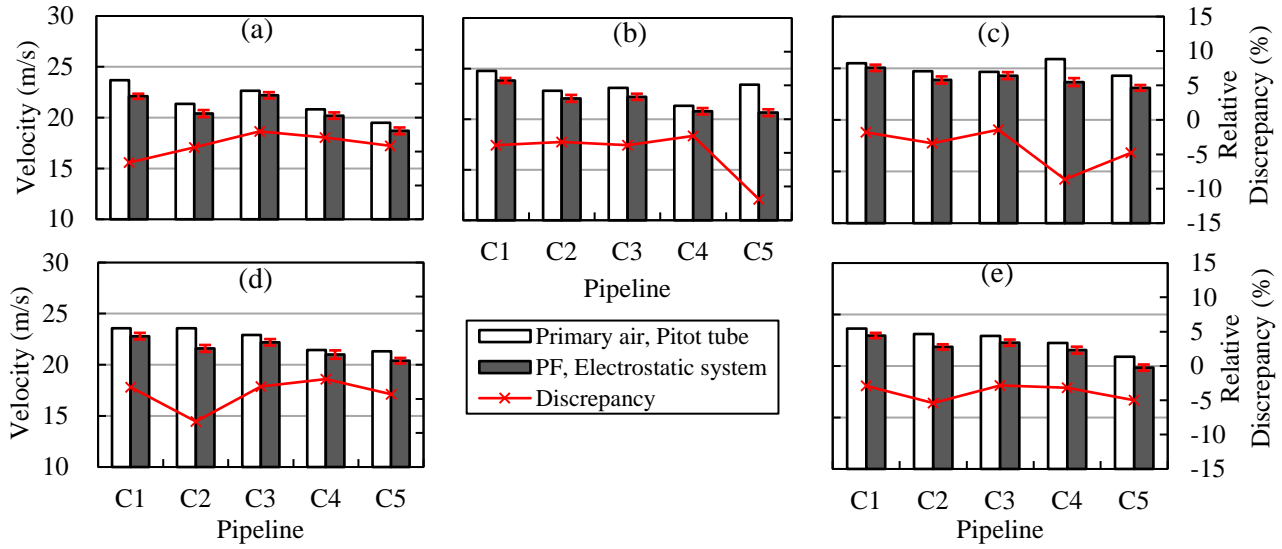 (a)
(b)
(c)
30
25
20
15
10
Velocity (m/s)
15
10
5
0
-5
-10
-15
Relative
Discrepancy (%)
C1 C2 C3 C4 C5
Pipeline
(d)
(e)
30
25
20
15
10
Velocity (m/s)
C1 C2 C3 C4 C5
Pipeline
Primary air, Pitot tube
PF, Electrostatic system
Discrepancy
15
10
5
0
-5
-10
-15
Relative
Discrepancy (%)
C1 C2 C3 C4 C5
Pipeline